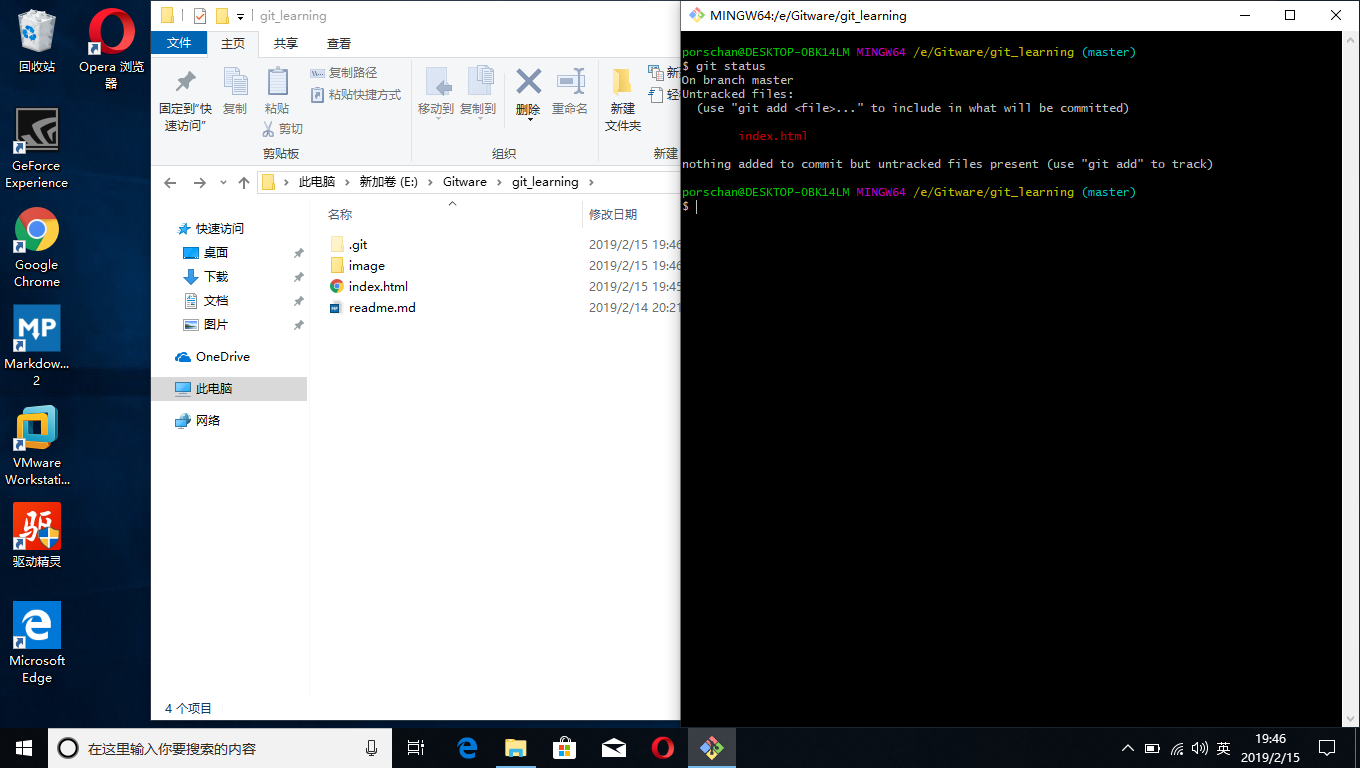 回收站
Opera 浏览
器
GeForce
Experience
Google
Chrome
Markdow...
2
VMware
Workstati...
驱动精灵
Microsoft
Edge
git_learning
文件
主页
共享
查看
固定到"快
速访问"
复制
粘贴
复制路径
粘贴快捷方式
剪切
剪贴板
移动到
复制到
删除
重命名
组织
新建
文件夹
新建
此电脑
新加卷 (E:)
Gitware
git_learning
快速访问
桌面
下载
文档
图片
OneDrive
此电脑
网络
名称
修改日期
.git
2019/2/15 19:46
image
2019/2/15 19:46
index.html
2019/2/15 19:45
readme.md
2019/2/14 20:21
4 个项目
MINGW64:/e/Gitware/git_learning
porschan@DESKTOP-OBK14LM MINGW64 /e/Gitware/git_learning (master)
$ git status
On branch master
Untracked files:
(use "git add <file>..." to include in what will be committed)
index.html
nothing added to commit but untracked files present (use "git add" to track)
porschan@DESKTOP-OBK14LM MINGW64 /e/Gitware/git_learning (master)
$
在这里输入你要搜索的内容
英
19:46
2019/2/15